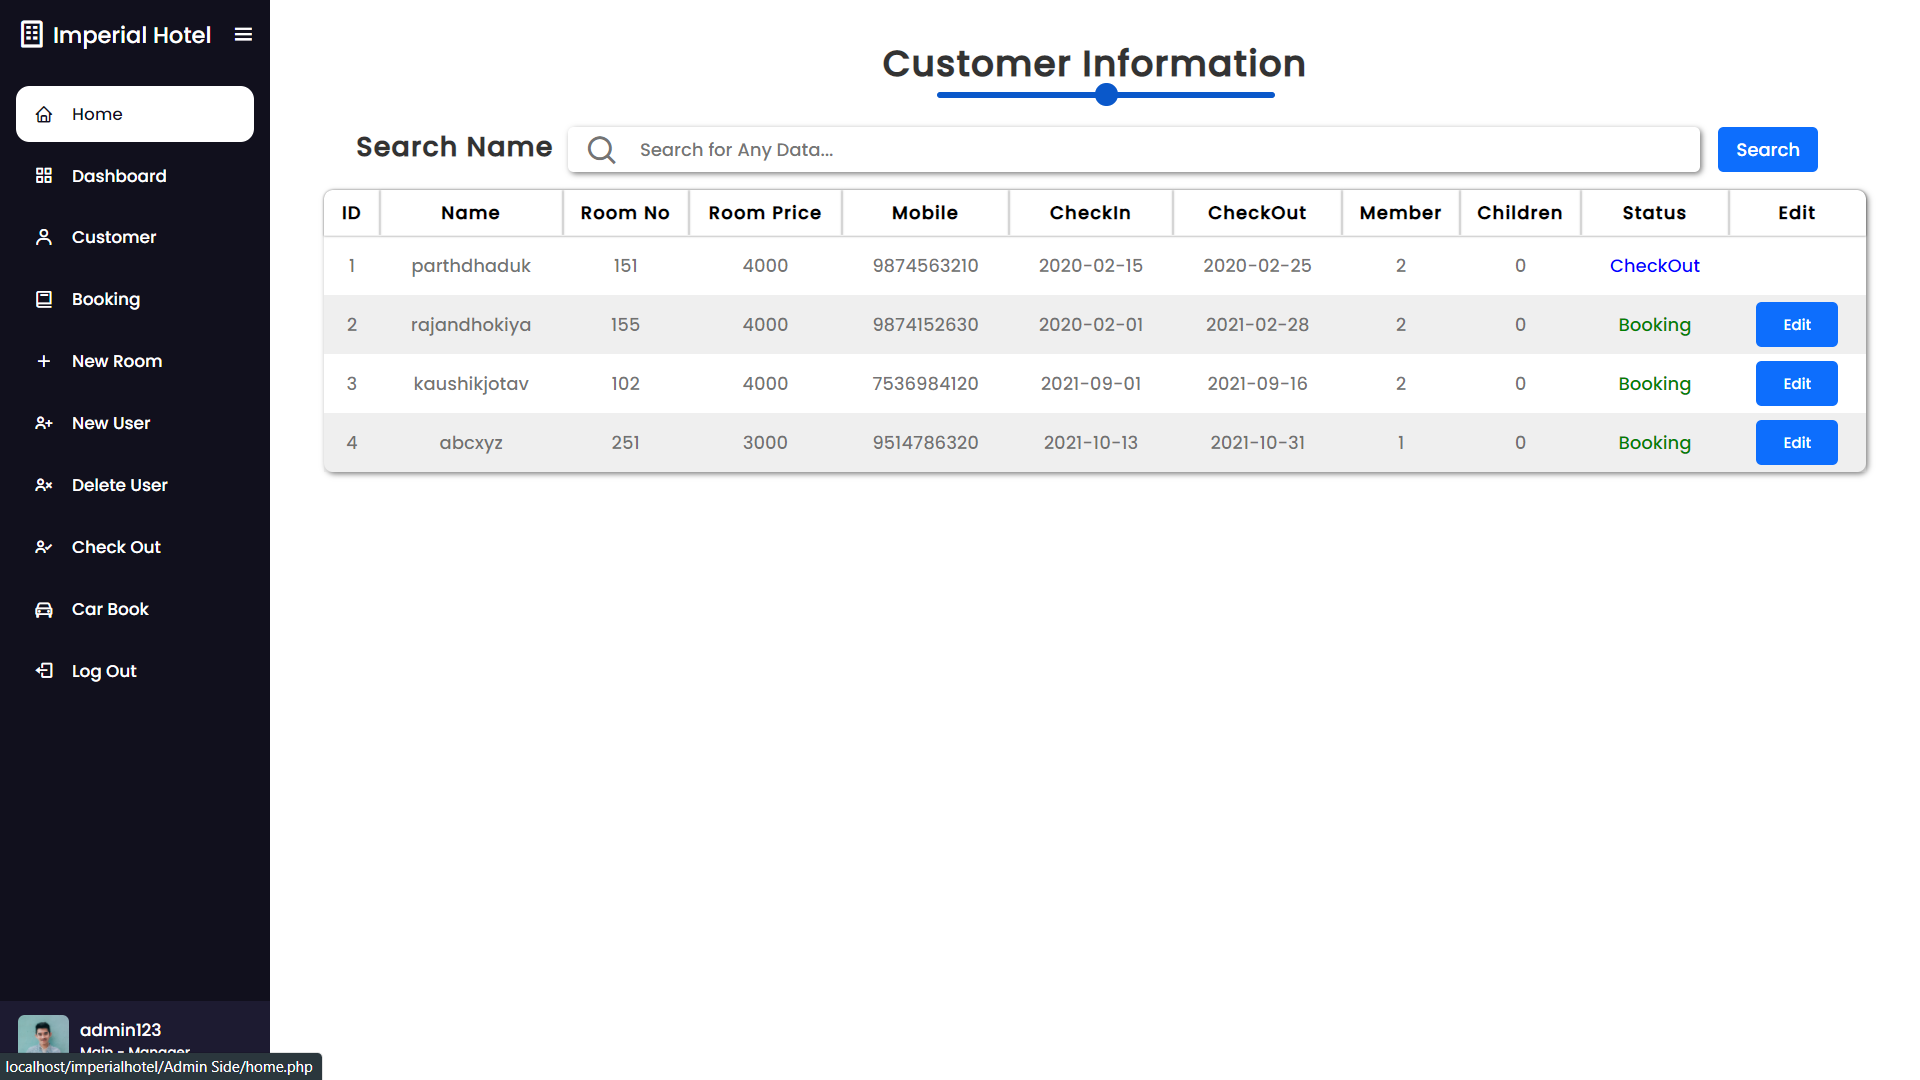 Imperial Hotel
Home
Dashboard
Customer
Booking
New Room
New User
Delete User
Check Out
Car Book
Log Out
admin123
Main - Manager
localhost/imperialhotel/Admin Side/home.php
Customer Information
Search Name Search for Any Data... Search
ID Name Room No Room Price Mobile CheckIn CheckOut Member Children Status Edit
1 parthdhaduk 151 4000 9874563210 2020-02-15 2020-02-25 2 0 CheckOut
2 rajandhokiya 155 4000 9874152630 2020-02-01 2021-02-28 2 0 Booking Edit
3 kaushikjotav 102 4000 7536984120 2021-09-01 2021-09-16 2 0 Booking Edit
4 abcxyz 251 3000 9514786320 2021-10-13 2021-10-31 1 0 Booking Edit